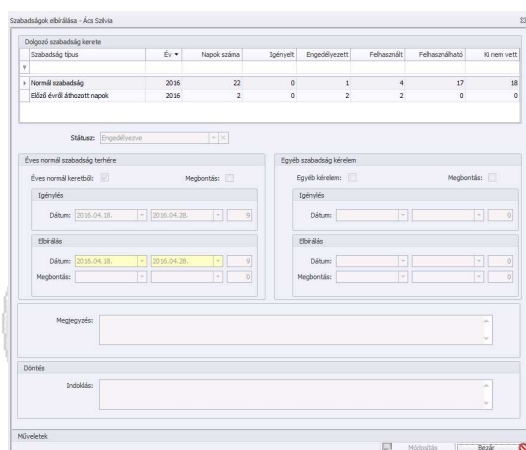 Szabadságok elbírálása - Ács Szilvia
Dolgozó szabadság kerete
Szabadság típus Év Napok száma Igényelt Engedélyezett Felhasznált Felhasználható Ki nem vett
Normál szabadság 2016 22 0 1 4 17 18
Előző évről áthozott napok 2016 2 0 2 2 0 0
Státusz: Engedélyezve
Éves normál szabadság terhére
Egyéb szabadság kérelem
Éves normál keretből: Megbontás:
Egyéb kérelem: Megbontás:
Igénylés
Igénylés
Dátum: 2016.04.18. 2016.04.28. 9
Dátum: 0
Elbírálás
Elbírálás
Dátum: 2016.04.18. 2016.04.28. 9
Dátum: 0
Megbontás: 0
Megbontás: 0
Megjegyzés:
Döntés
Indoklás:
Műveletek
Módosítás Bezár